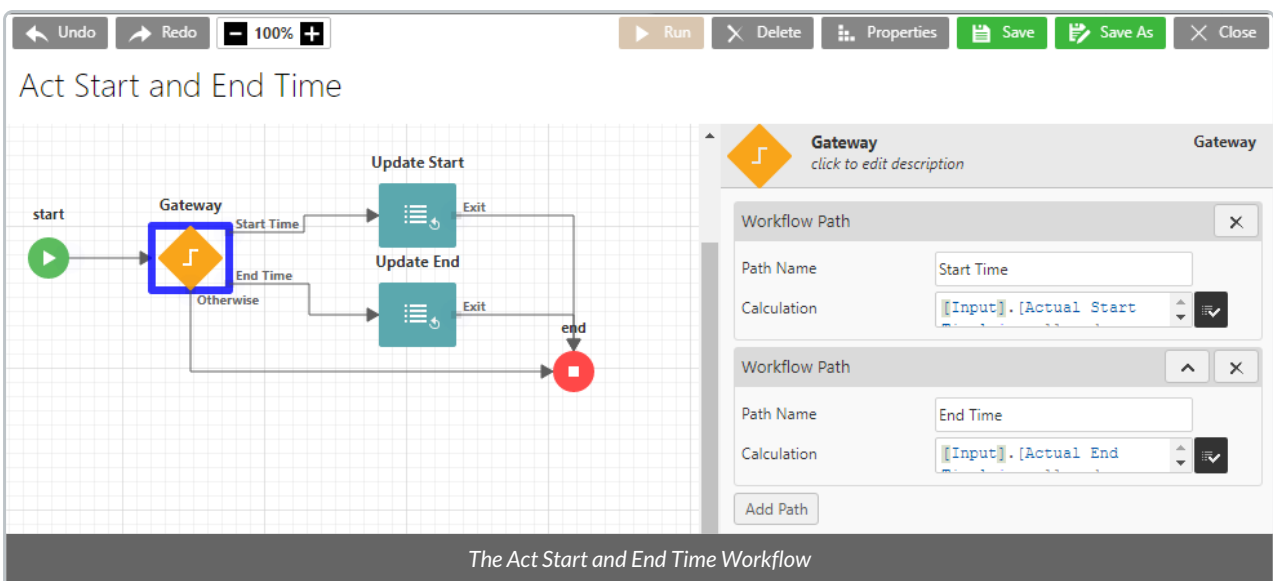 Undo Redo 100% Run Delete Properties Save Save As Close
Act Start and End Time
start
Gateway
Start Time
End Time
Otherwise
Update Start
Exit
Update End
Exit
end
Gateway Gateway
click to edit description
Workflow Path
Path Name Start Time
Calculation [Input].[Actual Start
Workflow Path
Path Name End Time
Calculation [Input].[Actual End
Add Path
The Act Start and End Time Workflow